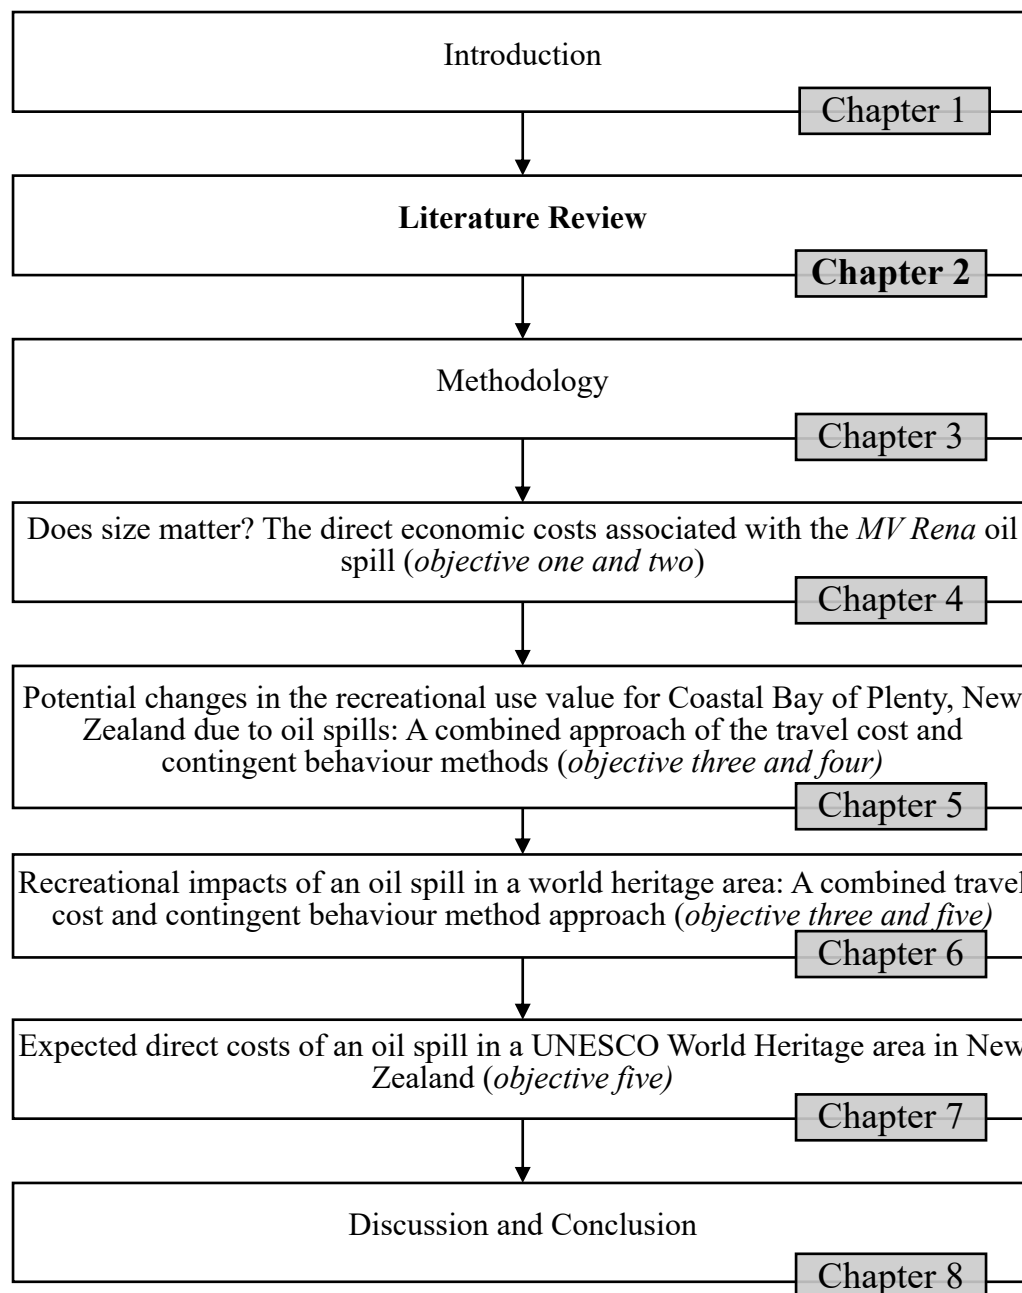 Introduction
Chapter 1
Literature Review
Chapter 2
Methodology
Chapter 3
Does size matter? The direct economic costs associated with the MV Rena oil
spill (objective one and two)
Chapter 4
Potential changes in the recreational use value for Coastal Bay of Plenty, New
Zealand due to oil spills: A combined approach of the travel cost and
contingent behaviour methods (objective three and four)
Chapter 5
Recreational impacts of an oil spill in a world heritage area: A combined travel
cost and contingent behaviour method approach (objective three and five)
Chapter 6
Expected direct costs of an oil spill in a UNESCO World Heritage area in New
Zealand (objective five)
Chapter 7
Discussion and Conclusion
Chapter 8